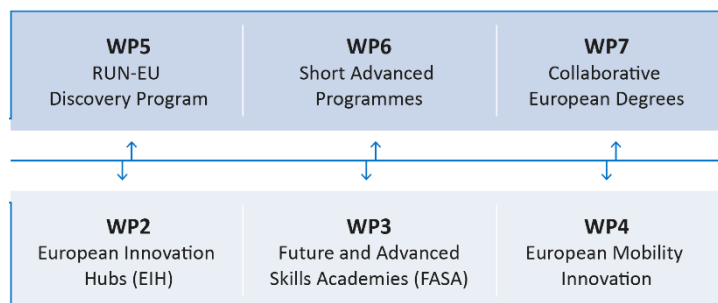 WP5
RUN-EU
Discovery Program
WP6
Short Advanced
Programmes
WP7
Collaborative
European Degrees
WP2
European Innovation
Hubs (EIH)
WP3
Future and Advanced
Skills Academies (FASA)
WP4
European Mobility
Innovation